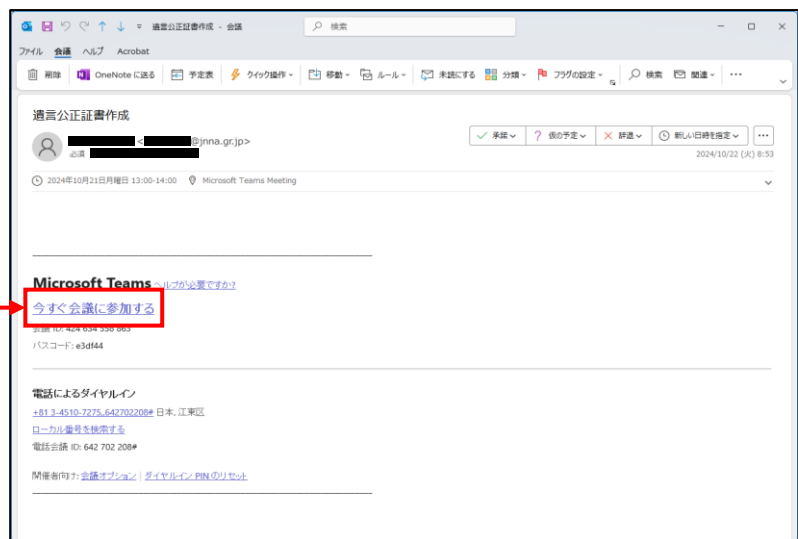 遺言公正証書作成 - 会議
検索
ファイル 会議 ヘルプ Acrobat
削除 OneNote に送る 予定表 クイック操作 移動 ルール 未読にする 分類 フラグの設定 検索 関連 ...
遺言公正証書作成
< @jnna.gr.jp>
必須
承諾 仮の予定 辞退 新しい日時を指定 ...
2024/10/22 (火) 8:53
2024年10月21日月曜日 13:00-14:00 Microsoft Teams Meeting
Microsoft Teams ヘルプが必要ですか?
今すぐ会議に参加する
会議 ID: 424 634 558 863
パスコード: e3df44
電話によるダイヤルイン
+81 3-4510-7275,,642702208# 日本, 江東区
ローカル番号を検索する
電話会議 ID: 642 702 208#
開催者向け: 会議オプション | ダイヤルイン PIN のリセット